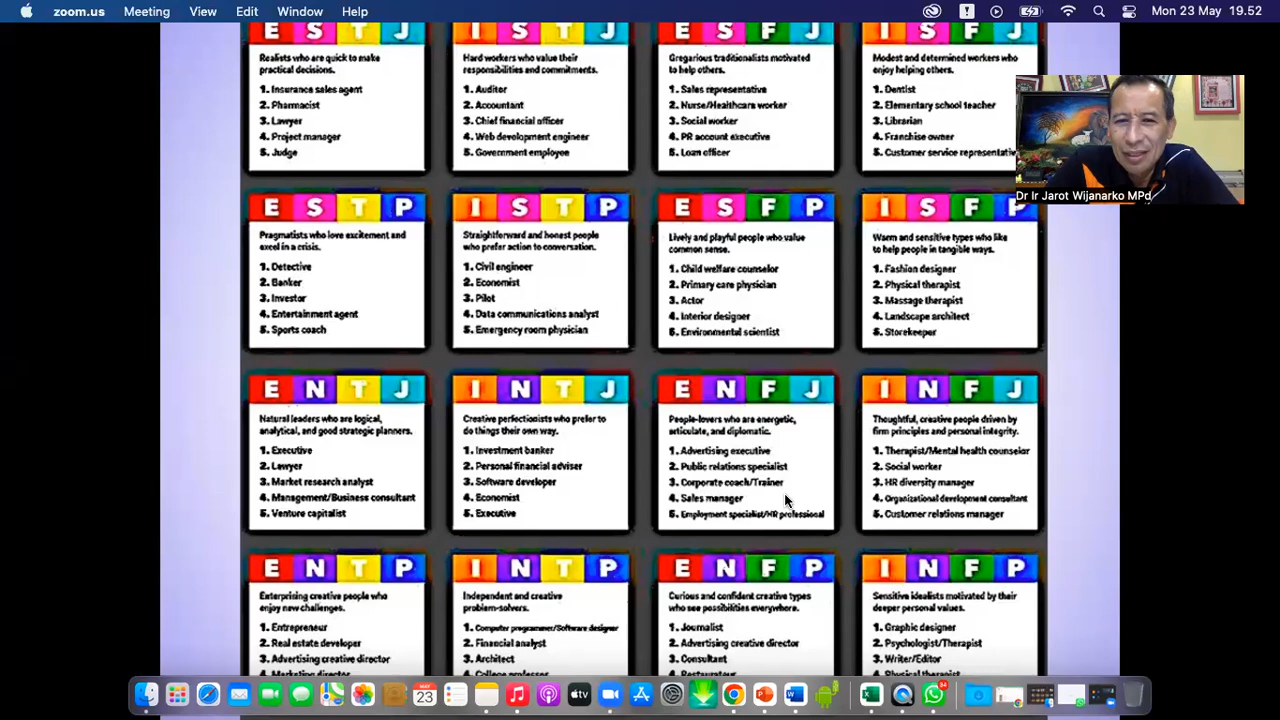 zoom.us Meeting View Edit Window Help
Mon 23 May 19.52
E S T J
Realists who are quick to make
practical decisions.
1. Insurance sales agent
2. Pharmacist
3. Lawyer
4. Project manager
5. Judge
I S T J
Hard workers who value their
responsibilities and commitments.
1. Auditor
2. Accountant
3. Chief financial officer
4. Web development engineer
5. Government employee
E S F J
Gregarious traditionalists motivated
to help others.
1. Sales representative
2. Nurse/Healthcare worker
3. Social worker
4. PR account executive
5. Loan officer
I S F J
Modest and determined workers who
enjoy helping others.
1. Dentist
2. Elementary school teacher
3. Librarian
4. Franchise owner
5. Customer service representativ
Dr Ir Jarot Wijanarko MPd
E S T P
Pragmatists who love excitement and
excel in a crisis.
1. Detective
2. Banker
3. Investor
4. Entertainment agent
5. Sports coach
I S T P
Straightforward and honest people
who prefer action to conversation.
1. Civil engineer
2. Economist
3. Pilot
4. Data communications analyst
5. Emergency room physician
E S F P
Lively and playful people who value
common sense.
1. Child welfare counselor
2. Primary care physician
3. Actor
4. Interior designer
5. Environmental scientist
I S F P
Warm and sensitive types who like
to help people in tangible ways.
1. Fashion designer
2. Physical therapist
3. Massage therapist
4. Landscape architect
5. Storekeeper
E N T J
Natural leaders who are logical,
analytical, and good strategic planners.
1. Executive
2. Lawyer
3. Market research analyst
4. Management/Business consultant
5. Venture capitalist
I N T J
Creative perfectionists who prefer to
do things their own way.
1. Investment banker
2. Personal financial adviser
3. Software developer
4. Economist
5. Executive
E N F J
People-lovers who are energetic,
articulate, and diplomatic.
1. Advertising executive
2. Public relations specialist
3. Corporate coach/Trainer
4. Sales manager
5. Employment specialist/HR professional
I N F J
Thoughtful, creative people driven by
firm principles and personal integrity.
1. Therapist/Mental health counselor
2. Social worker
3. HR diversity manager
4. Organizational development consultant
5. Customer relations manager
E N T P
Enterprising creative people who
enjoy new challenges.
1. Entrepreneur
2. Real estate developer
3. Advertising creative director
4. Marketing director
I N T P
Independent and creative
problem-solvers.
1. Computer programmer/Software designer
2. Financial analyst
3. Architect
4. College professor
E N F P
Curious and confident creative types
who see possibilities everywhere.
1. Journalist
2. Advertising creative director
3. Consultant
4. Restaurateur
I N F P
Sensitive idealists motivated by their
deeper personal values.
1. Graphic designer
2. Psychologist/Therapist
3. Writer/Editor
4. Physical therapist
MAY
23
tv